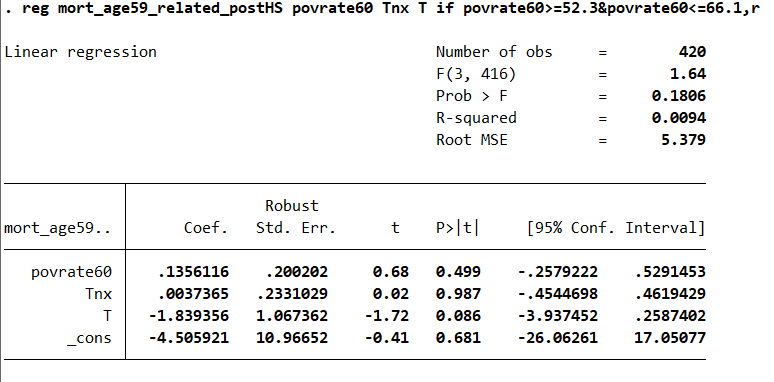 . reg mort_age59_related_postHS povrate60 Tnx T if povrate60>=52.3&povrate60<=66.1,r
Linear regression Number of obs = 420
F(3, 416) = 1.64
Prob > F = 0.1806
R-squared = 0.0094
Root MSE = 5.379
Robust
mort_age59.. Coef. Std. Err. t P>|t| [95% Conf. Interval]
povrate60 .1356116 .200202 0.68 0.499 -.2579222 .5291453
Tnx .0037365 .2331029 0.02 0.987 -.4544698 .4619429
T -1.839356 1.067362 -1.72 0.086 -3.937452 .2587402
_cons -4.505921 10.96652 -0.41 0.681 -26.06261 17.05077